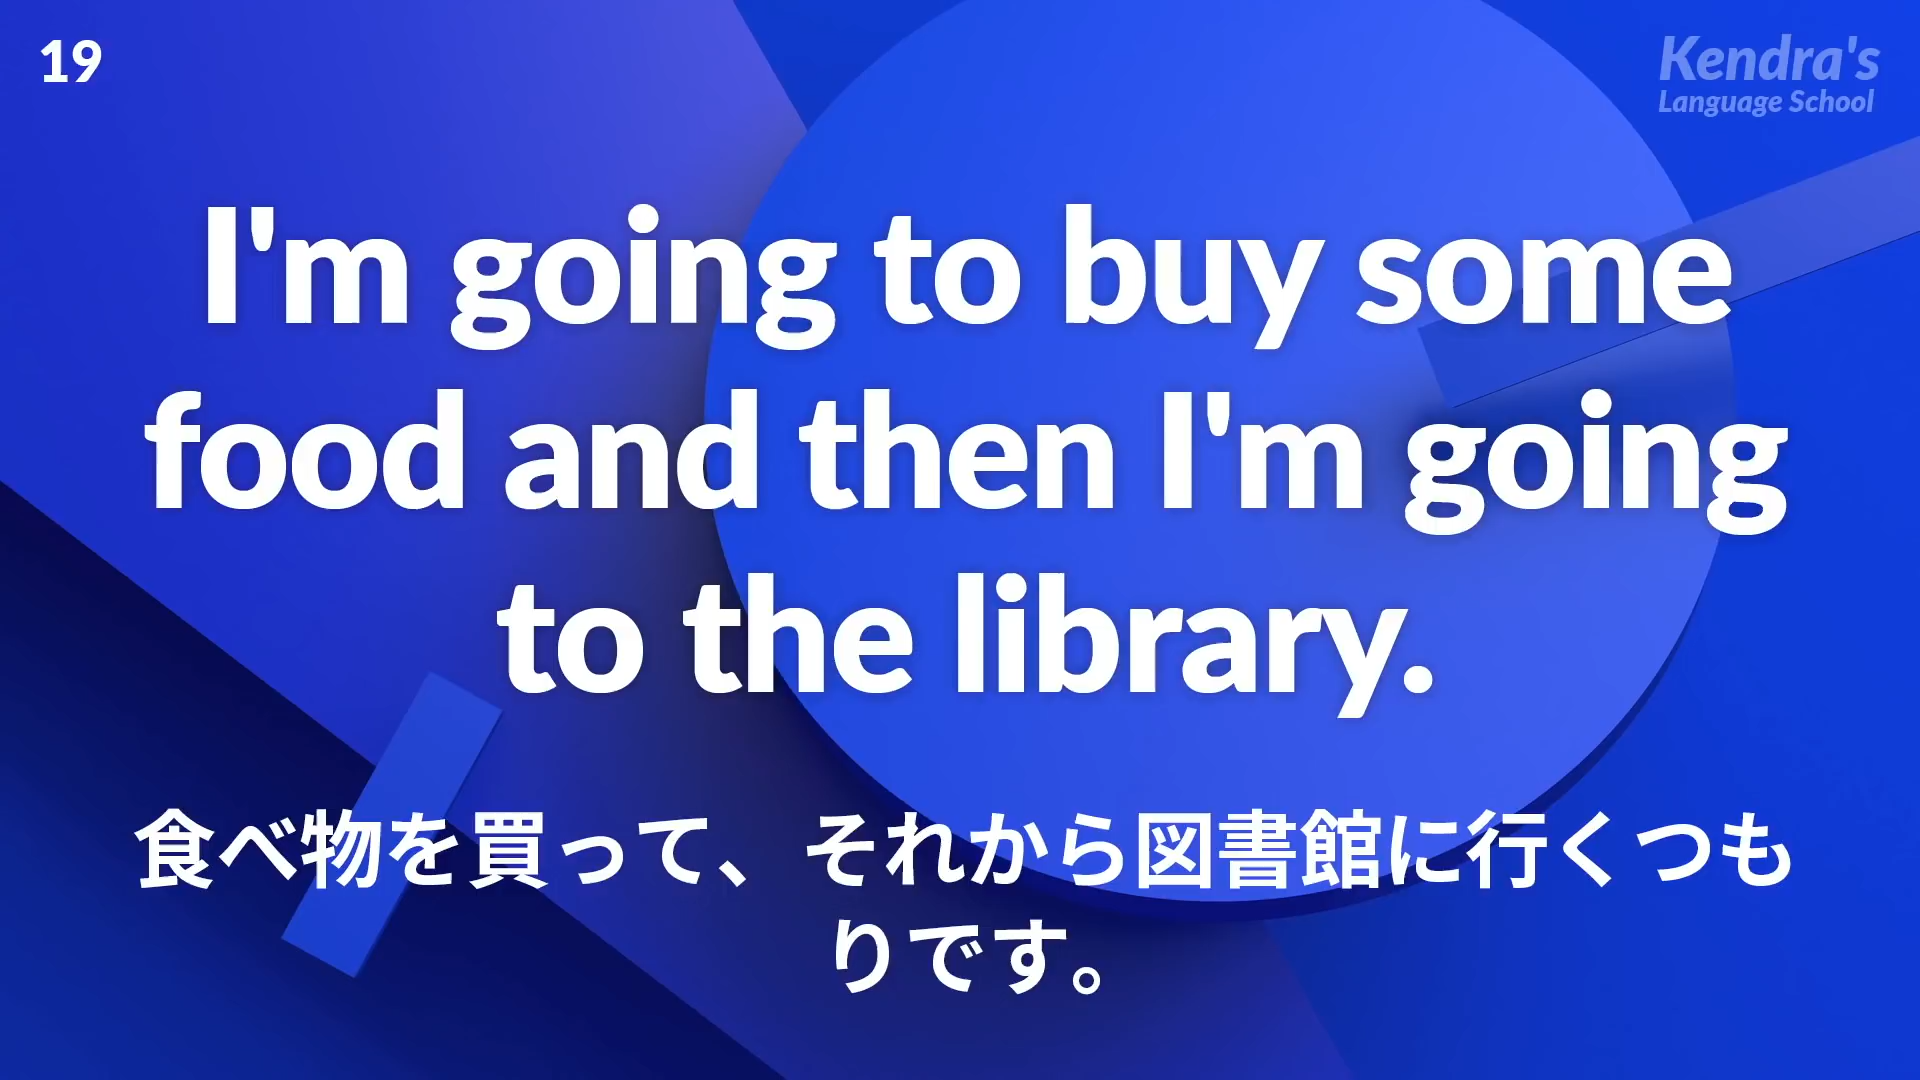 19
Kendra's
Language School
I'm going to buy some
food and then I'm going
to the library.
食べ物を買って、それから図書館に行くつも
りです。